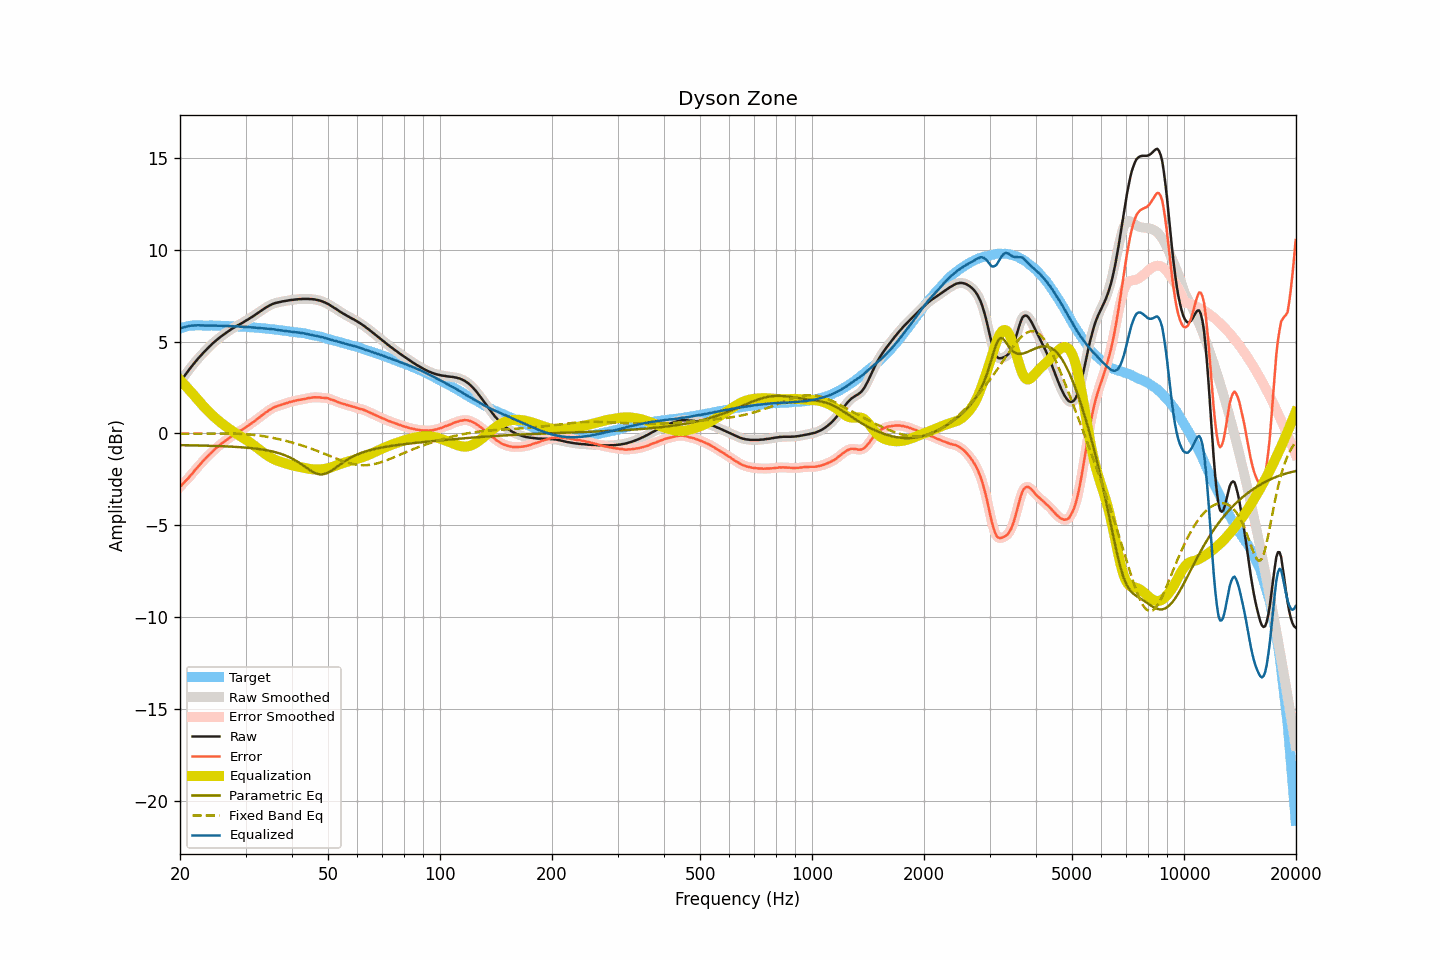 Dyson Zone
15
10
5
0
−5
−10
−15
−20
Amplitude (dBr)
Target
Raw Smoothed
Error Smoothed
Raw
Error
Equalization
Parametric Eq
Fixed Band Eq
Equalized
20 50 100 200 500 1000 2000 5000 10000 20000
Frequency (Hz)